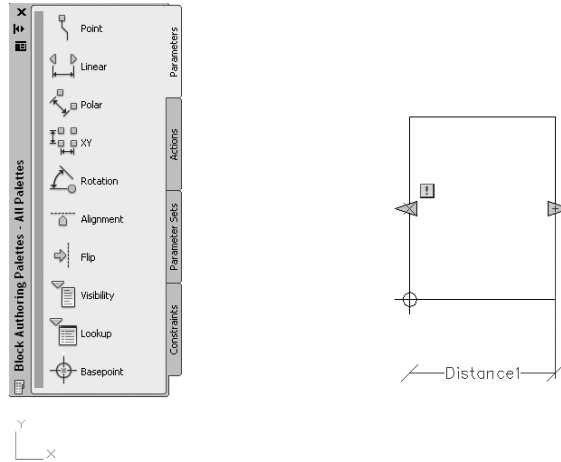 Point
Linear
Polar
XY
Rotation
Alignment
Flip
Visibility
Lookup
Basepoint
Parameters
Actions
Parameter Sets
Constraints
Block Authoring Palettes - All Palettes
!
Distance1
Y
X